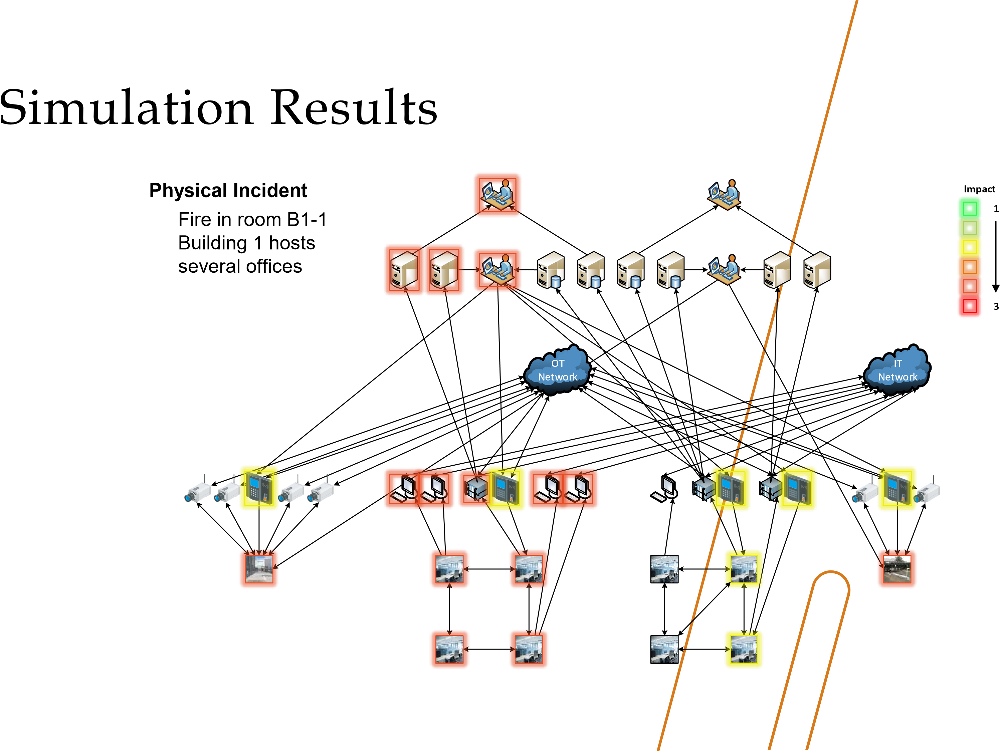 Simulation Results
Physical Incident
Fire in room B1-1
Building 1 hosts
several offices
Impact
1
3
OT
Network
IT
Network